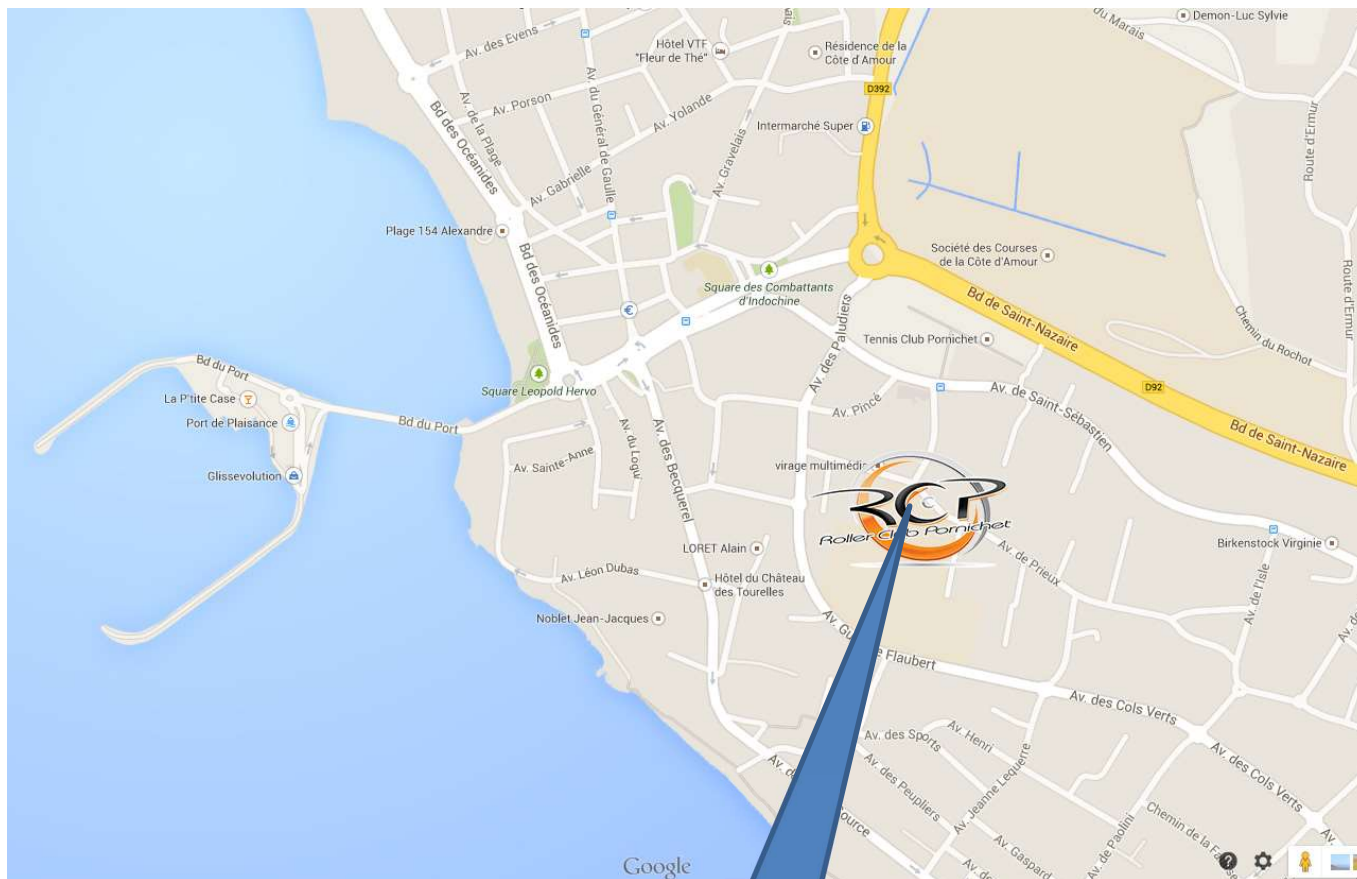 Demon-Luc Sylvie
du Marais
Av. des Evens
Hôtel VTF
"Fleur de Thé"
Résidence de la
Côte d'Amour
D392
Av. Porson
Av. de la Plage
Av. du Général de Gaulle
Av. Yolande
Intermarché Super
Route d'Ermur
Route d'Ermur
Bd des Océanides
Av. Gabrielle
Av. Gravelais
Plage 154 Alexandre
Bd des Océanides
Société des Courses
de la Côte d'Amour
Square des Combattants
d'Indochine
Bd de Saint-Nazaire
Chemin du Rochot
€
Av. des Paludiers
Tennis Club Pornichet
D92
Bd du Port
Square Leopold Hervo
La P'tite Case
Port de Plaisance
Bd du Port
Av. Pincé
Av. de Saint-Sébastien
Bd de Saint-Nazaire
Glissevolution
Av. Sainte-Anne
Av. du Logui
Av. des Becquerel
virage multimédia
RCP
Roller Club Pornichet
LORET Alain
Av. de Prieux
Birkenstock Virginie
Av. Léon Dubas
Hôtel du Château
des Tourelles
Av. de l'Isle
Noblet Jean-Jacques
Flaubert
Av. des Cols Verts
Av. des Sports
Av. Henri
Av. des Peupliers
Av. Jeanne Lequerre
Av. des Cols Verts
Av. de Paolini
Chemin de la
Av. Gaspard
Google
?